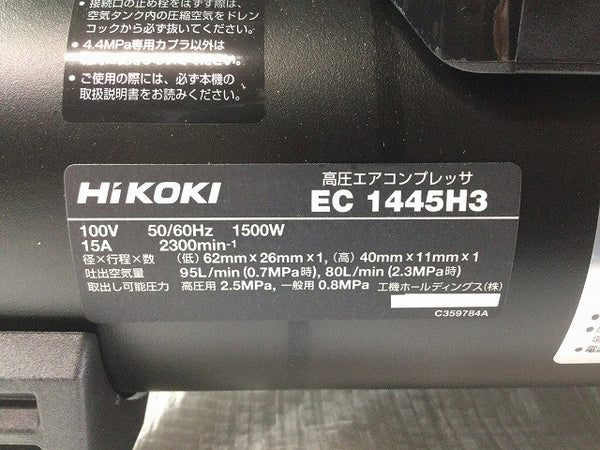 接続口の止め栓をはずす際は、
空気タンク内の圧縮空気をドレン
コックから必ず抜いてください。
● 4.4MPa専用カプラ以外は
● ご使用の際には、必ず本機の
取扱説明書をお読みください。
HiKOKI
高圧エアコンプレッサ
EC 1445H3
100V 50/60Hz 1500W
15A 2300min-1
径×行程×数 (低) 62mm×26mm×1, (高) 40mm×11mm×1
吐出空気量 95L/min (0.7MPa時), 80L/min (2.3MPa時)
取出し可能圧力 高圧用 2.5MPa, 一般用 0.8MPa 工機ホールディングス(株)
C359784A